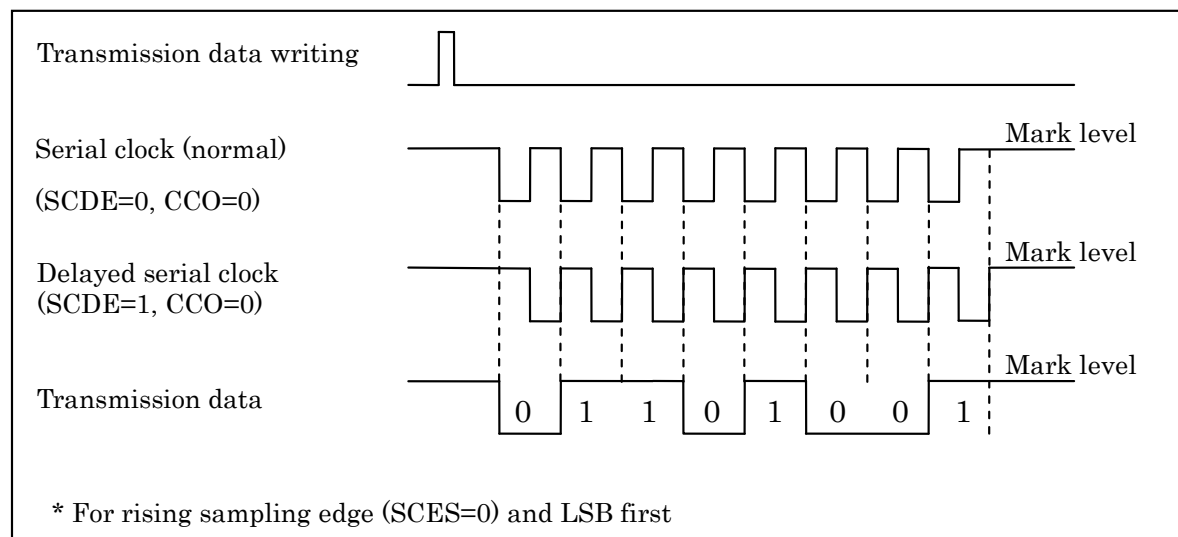 Transmission data writing
Mark level
Serial clock (normal)
(SCDE=0, CCO=0)
Mark level
Delayed serial clock
(SCDE=1, CCO=0)
Mark level
Transmission data
0 1 1 0 1 0 0 1
* For rising sampling edge (SCES=0) and LSB first